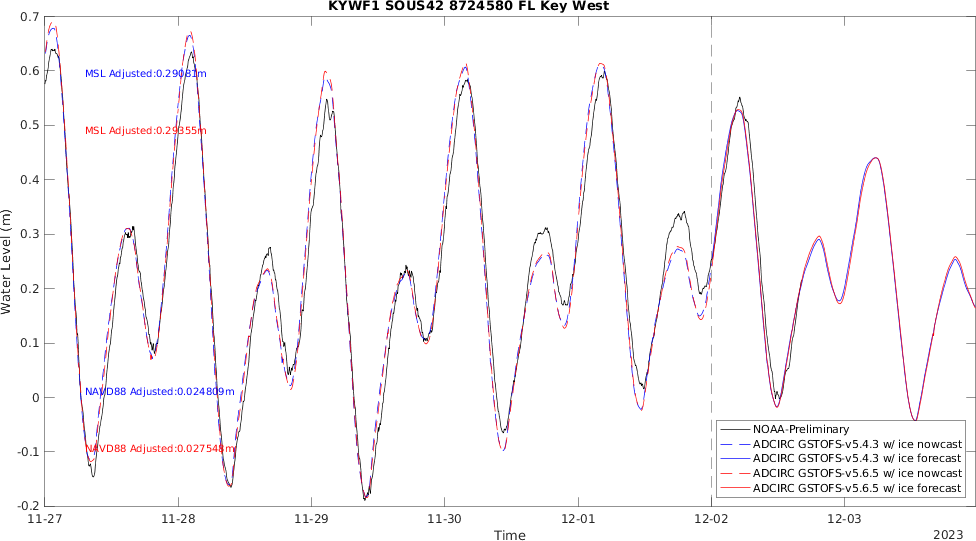 KYWF1 SOUS42 8724580 FL Key West
0.7
0.6
0.5
0.4
0.3
0.2
0.1
0
-0.1
-0.2
Water Level (m)
MSL Adjusted:0.29081m
MSL Adjusted:0.29355m
NAVD88 Adjusted:0.024809m
NAVD88 Adjusted:0.027548m
NOAA-Preliminary
ADCIRC GSTOFS-v5.4.3 w/ ice nowcast
ADCIRC GSTOFS-v5.4.3 w/ ice forecast
ADCIRC GSTOFS-v5.6.5 w/ ice nowcast
ADCIRC GSTOFS-v5.6.5 w/ ice forecast
11-27 11-28 11-29 11-30 12-01 12-02 12-03
Time
2023